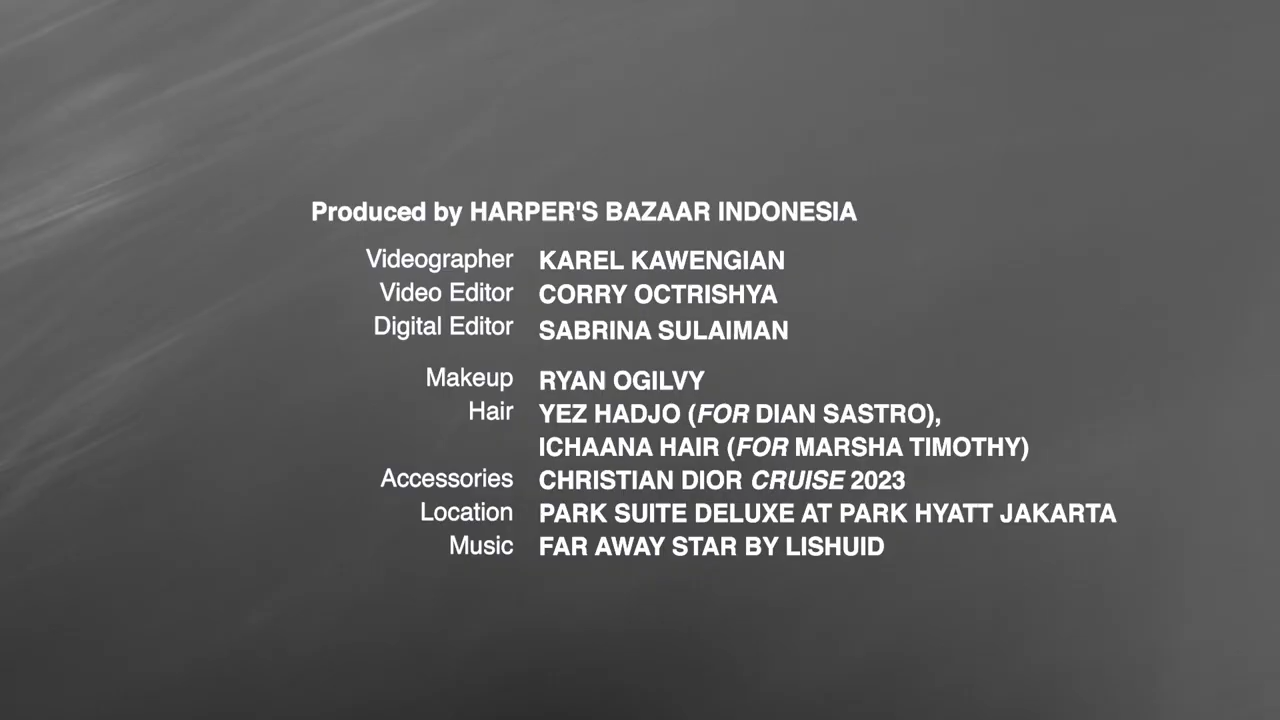 Produced by HARPER'S BAZAAR INDONESIA
Videographer KAREL KAWENGIAN
Video Editor CORRY OCTRISHYA
Digital Editor SABRINA SULAIMAN
Makeup RYAN OGILVY
Hair YEZ HADJO (FOR DIAN SASTRO),
ICHAANA HAIR (FOR MARSHA TIMOTHY)
Accessories CHRISTIAN DIOR CRUISE 2023
Location PARK SUITE DELUXE AT PARK HYATT JAKARTA
Music FAR AWAY STAR BY LISHUID